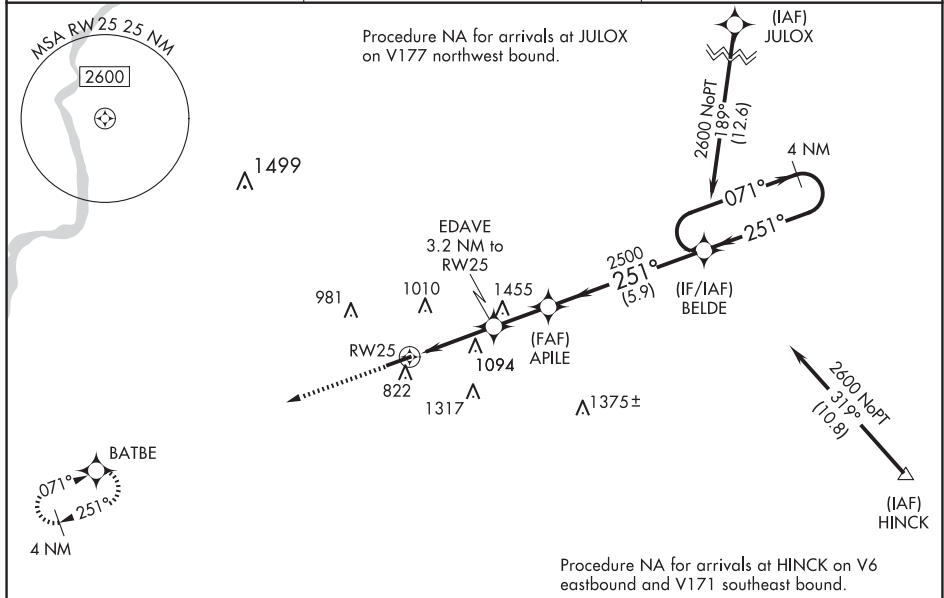 MSA RW25 25 NM
2600
Procedure NA for arrivals at JULOX
on V177 northwest bound.
(IAF)
JULOX
2600 NoPT
189°
(12.6)
4 NM
071°
251°
1499
EDAVE
3.2 NM to
RW25
2500
251°
(5.9)
(IF/IAF)
BELDE
981
1010
1455
(FAF)
APILE
RW25
1094
822
1317
1375±
2600 NoPT
319°
(10.8)
(IAF)
HINCK
BATBE
071°
251°
4 NM
Procedure NA for arrivals at HINCK on V6
eastbound and V171 southeast bound.